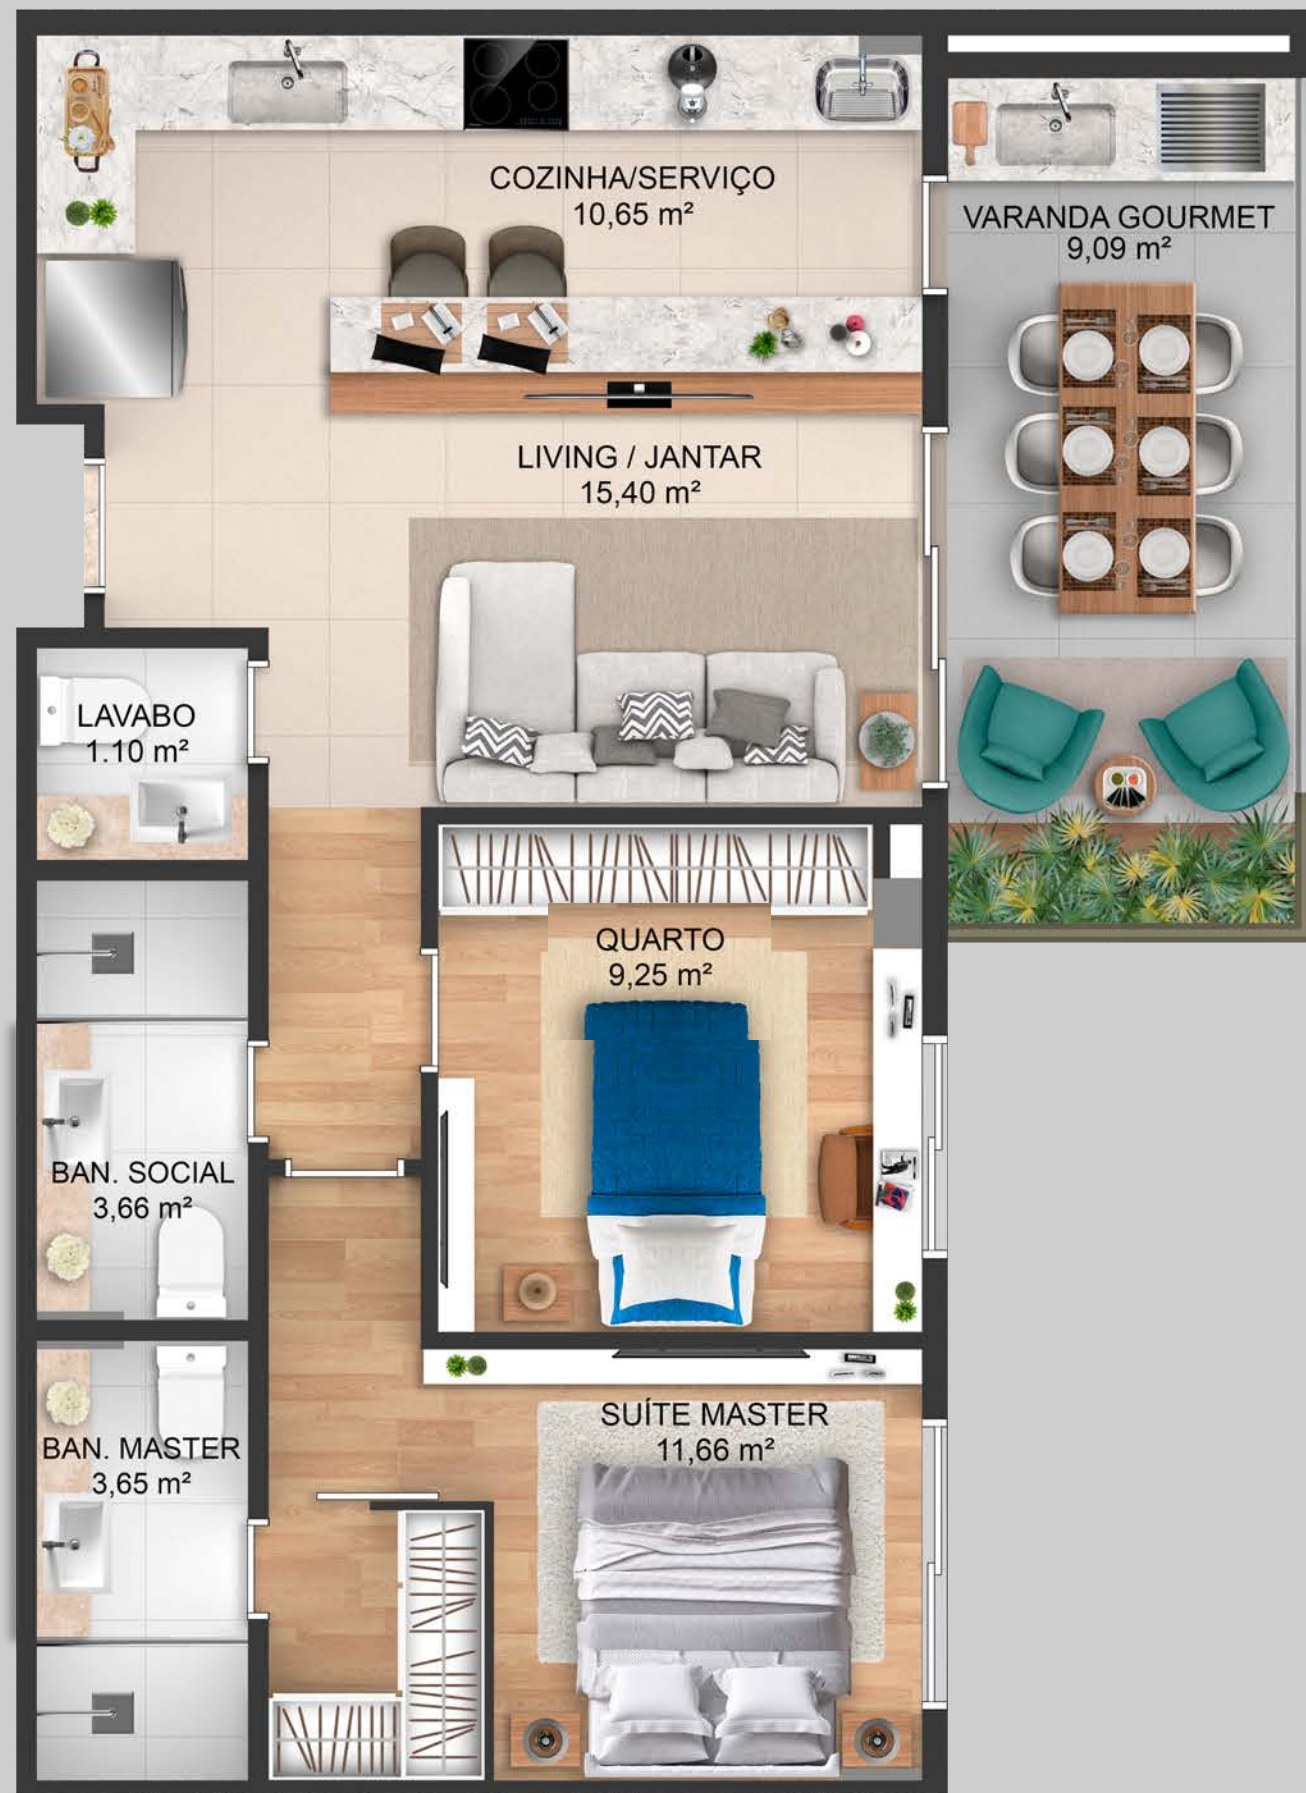 COZINHA/SERVIÇO
10,65 m²
VARANDA GOURMET
9,09 m²
LIVING / JANTAR
15,40 m²
LAVABO
1.10 m²
QUARTO
9,25 m²
BAN. SOCIAL
3,66 m²
SUÍTE MASTER
11,66 m²
BAN. MASTER
3,65 m²